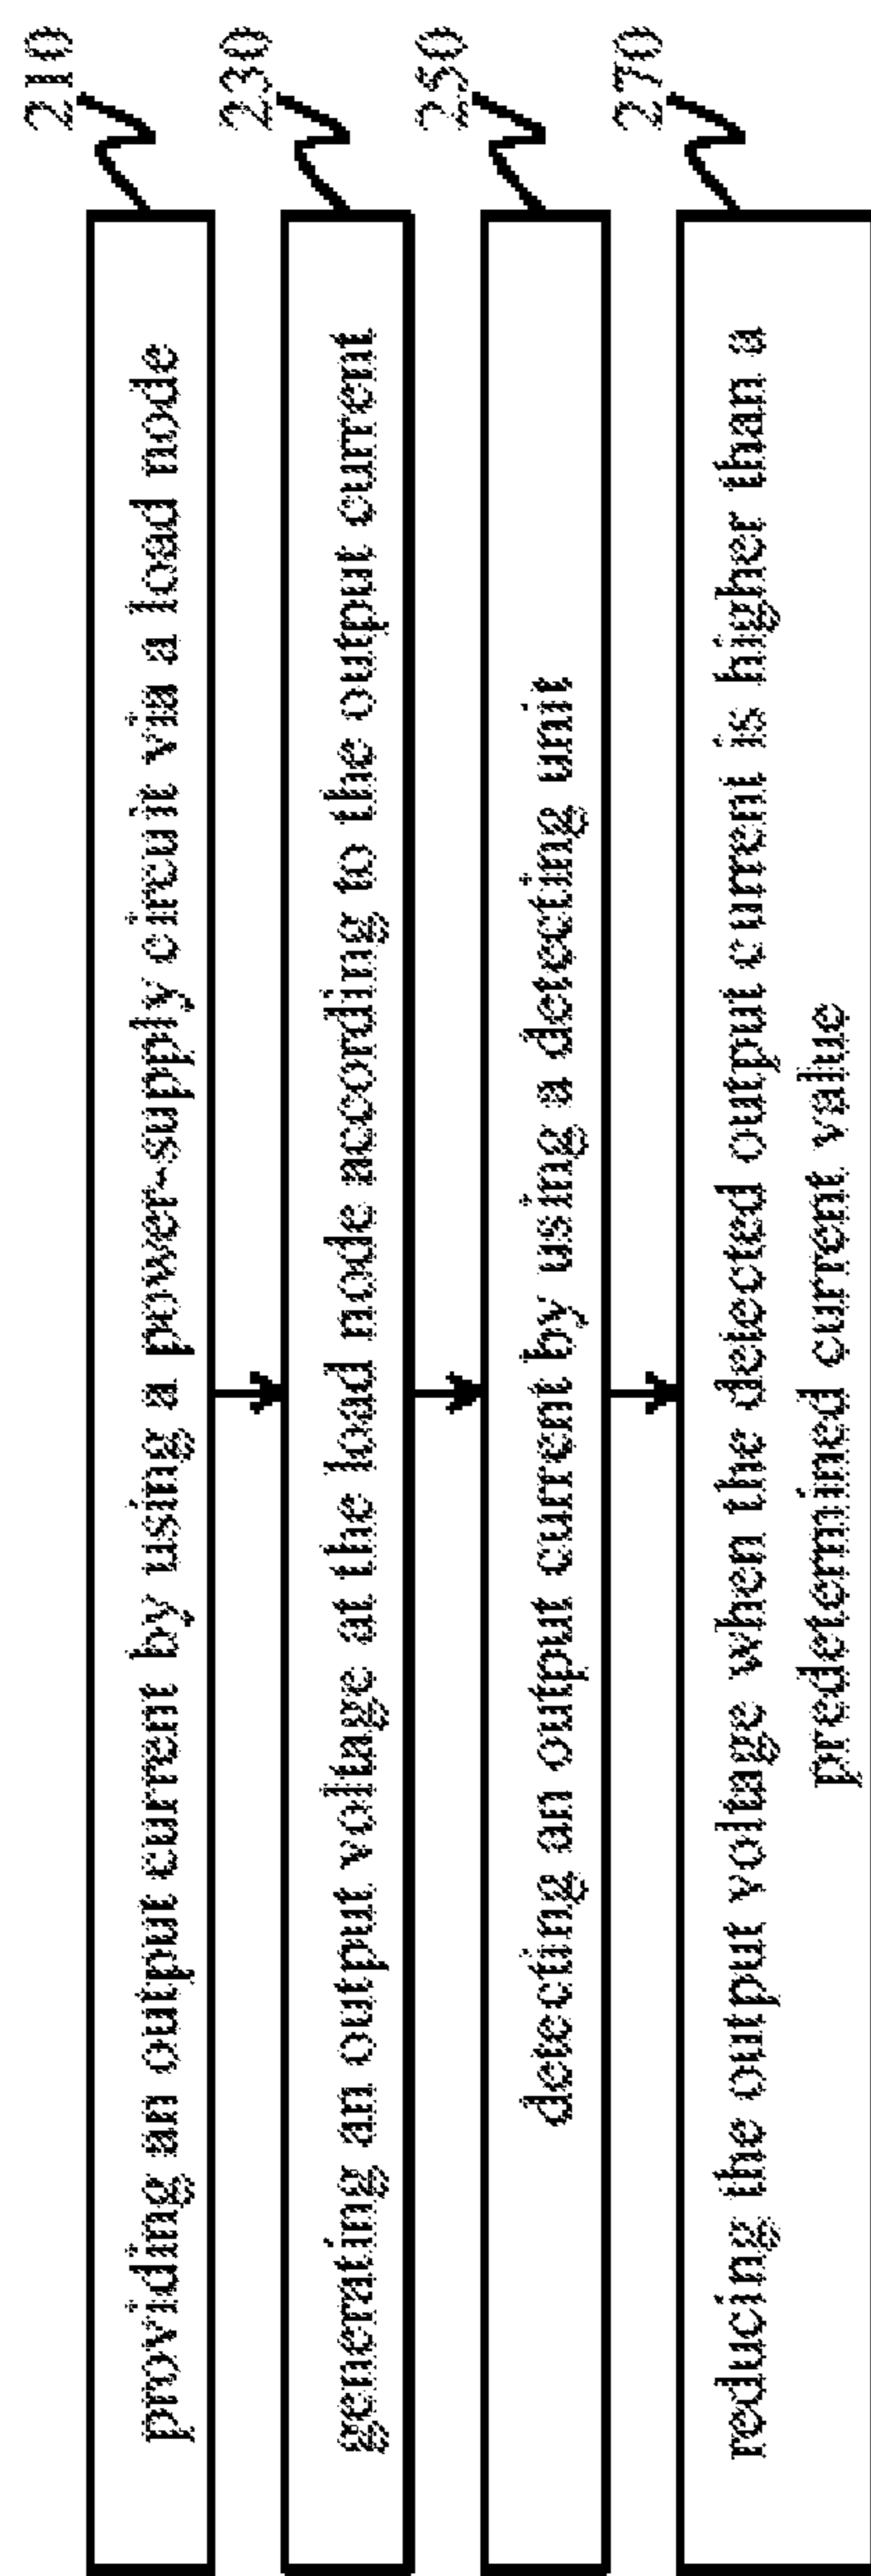 210
providing an output current by using a power-supply circuit via a load node
230
generating an output voltage at the load node according to the output current
250
detecting an output current by using a detecting unit
270
reducing the output voltage when the detected output current is higher than a
predetermined current value